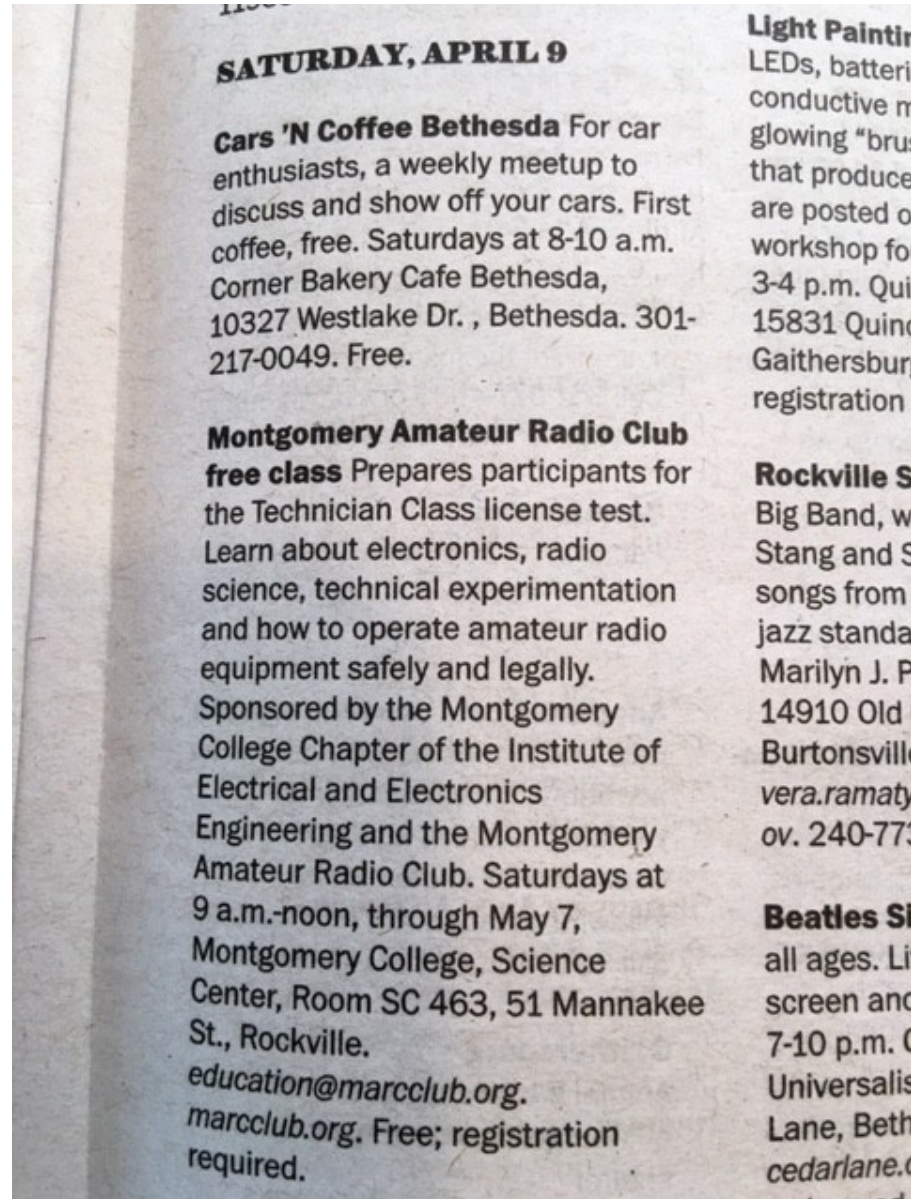 SATURDAY, APRIL 9
Cars 'N Coffee Bethesda For car
enthusiasts, a weekly meetup to
discuss and show off your cars. First
coffee, free. Saturdays at 8-10 a.m.
Corner Bakery Cafe Bethesda,
10327 Westlake Dr. , Bethesda. 301-
217-0049. Free.
Montgomery Amateur Radio Club
free class Prepares participants for
the Technician Class license test.
Learn about electronics, radio
science, technical experimentation
and how to operate amateur radio
equipment safely and legally.
Sponsored by the Montgomery
College Chapter of the Institute of
Electrical and Electronics
Engineering and the Montgomery
Amateur Radio Club. Saturdays at
9 a.m.-noon, through May 7,
Montgomery College, Science
Center, Room SC 463, 51 Mannakee
St., Rockville.
education@marcclub.org.
marcclub.org. Free; registration
required.
Light
LEDs,
conductive
glowing
that
are posted
workshop
3-4 p.m.
15831
registration
Rockville
Big Band,
Stang and
songs from
jazz
Marilyn J.
14910 Old
Beatles
all ages.
screen
7-10 p.m.
Lane,